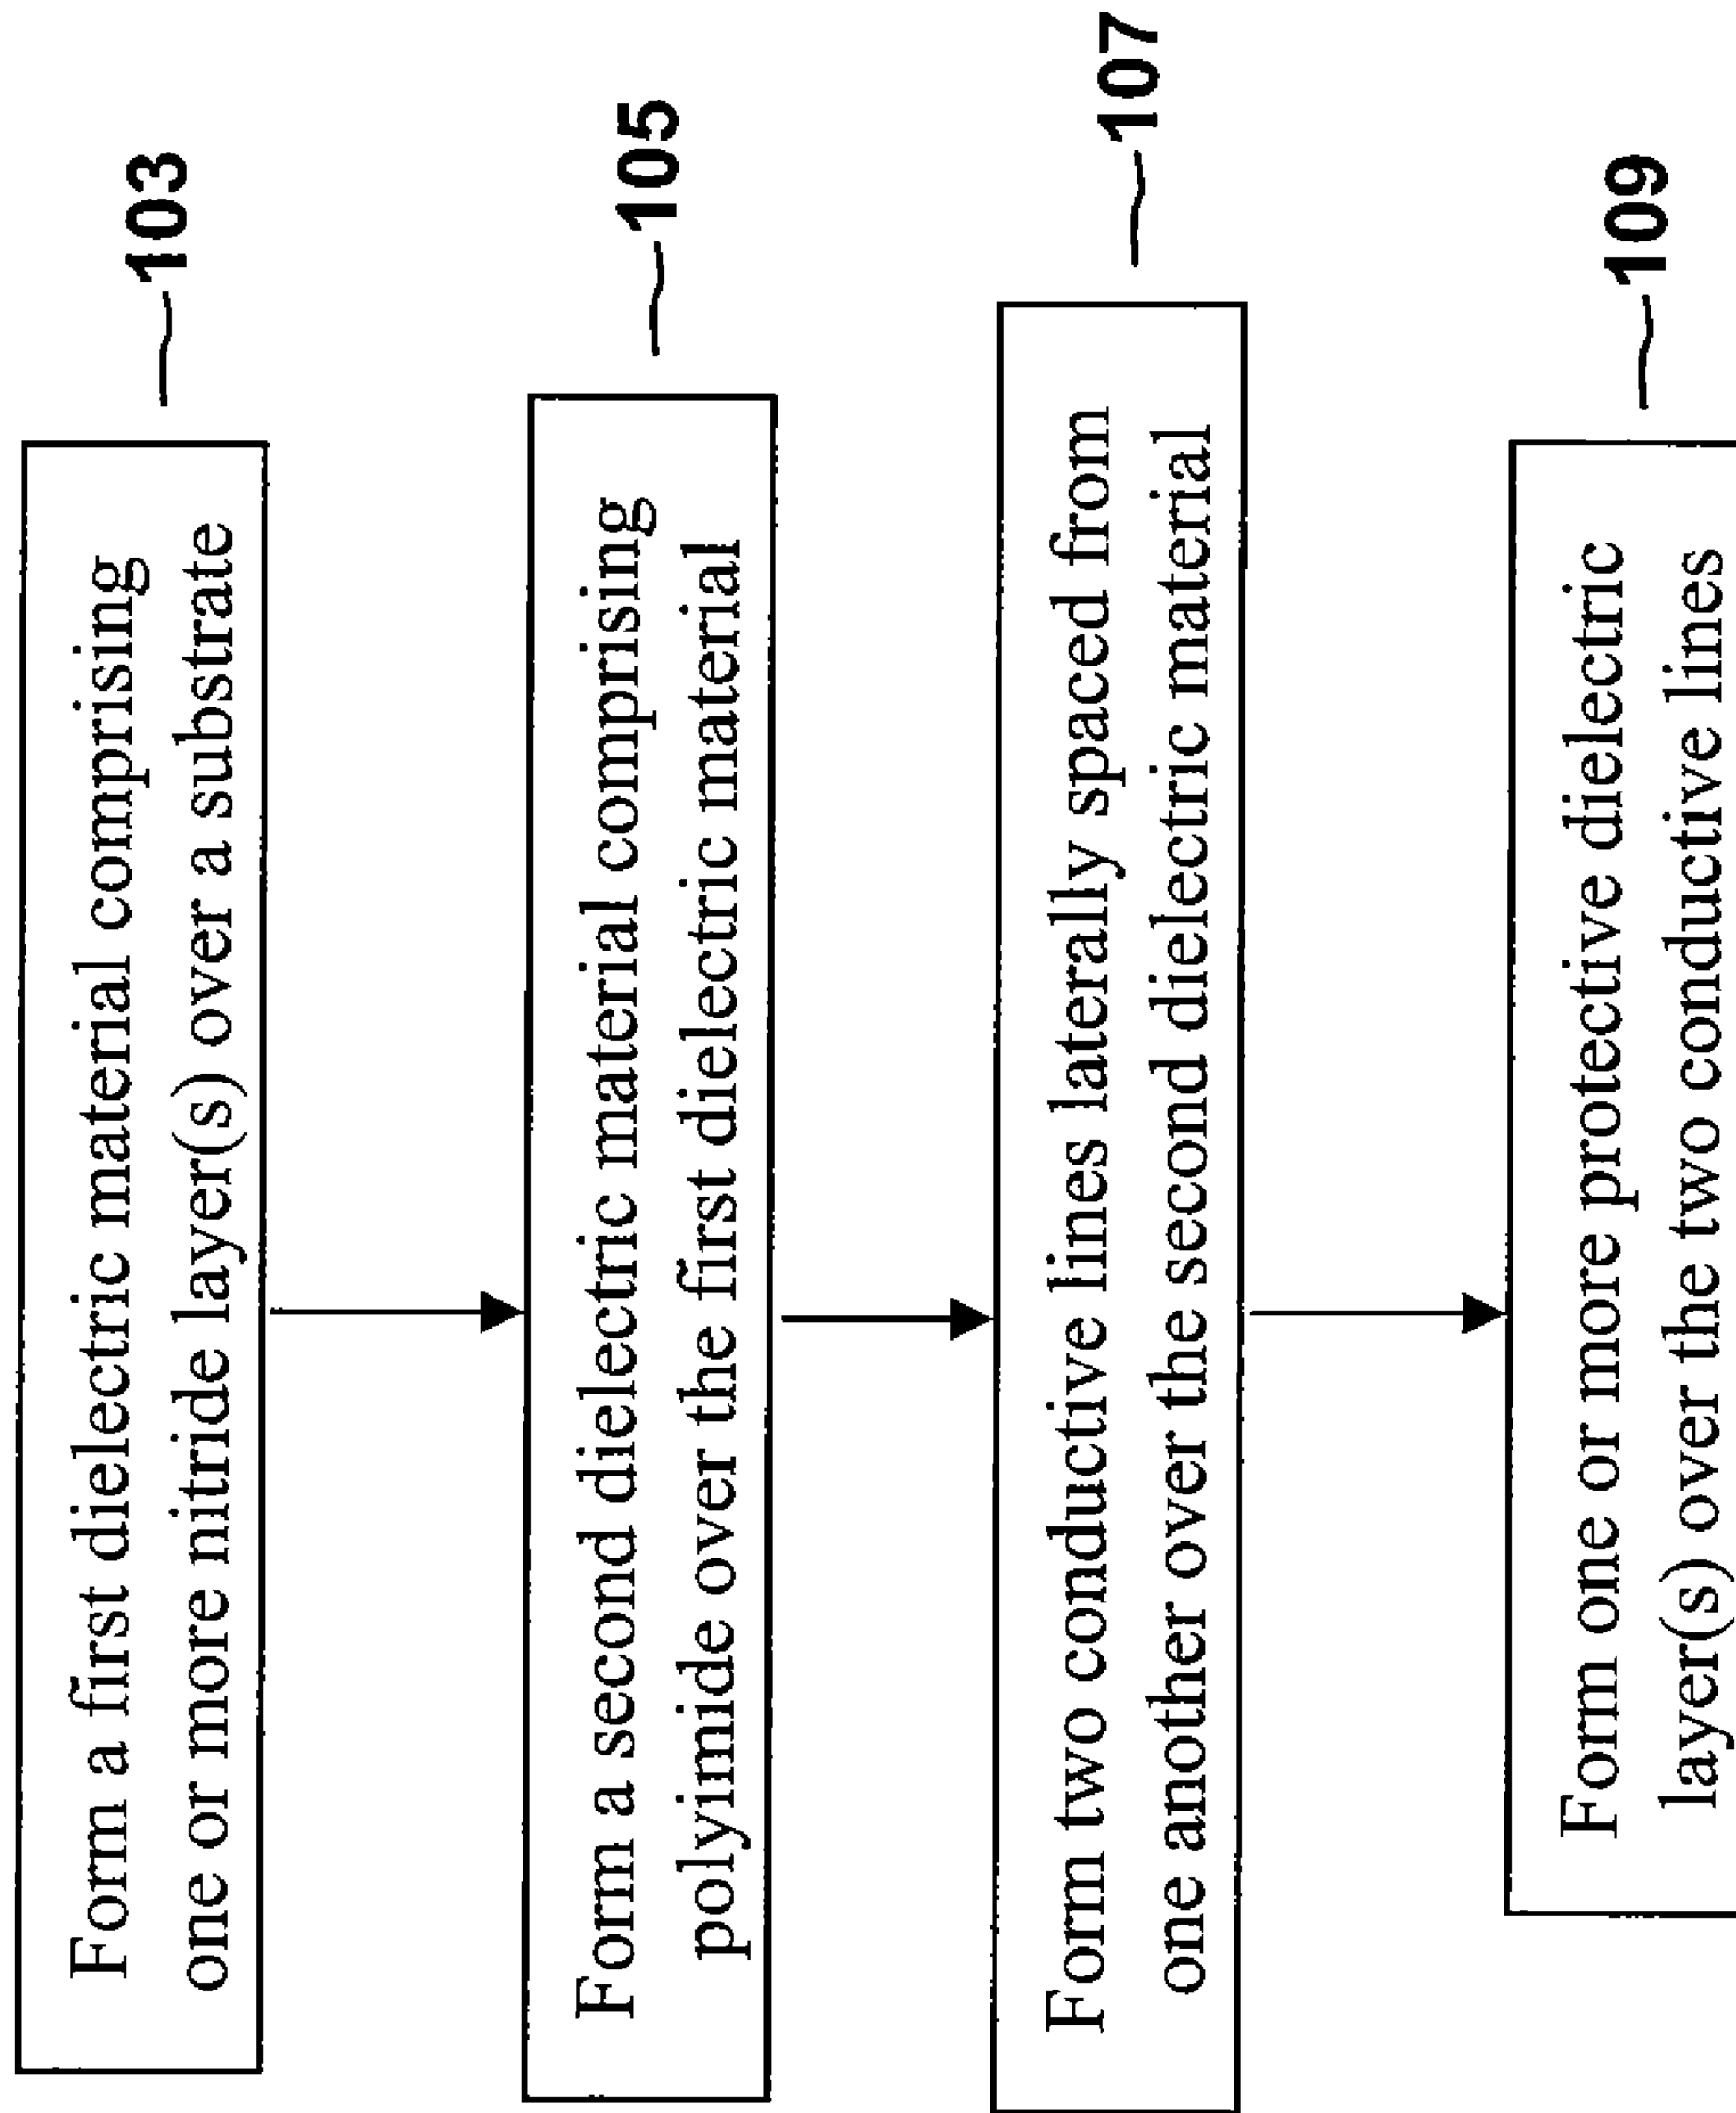 Form a first dielectric material comprising
one or more nitride layer(s) over a substrate
103
Form a second dielectric material comprising
polyimide over the first dielectric material
105
Form two conductive lines laterally spaced from
one another over the second dielectric material
107
Form one or more protective dielectric
layer(s) over the two conductive lines
109